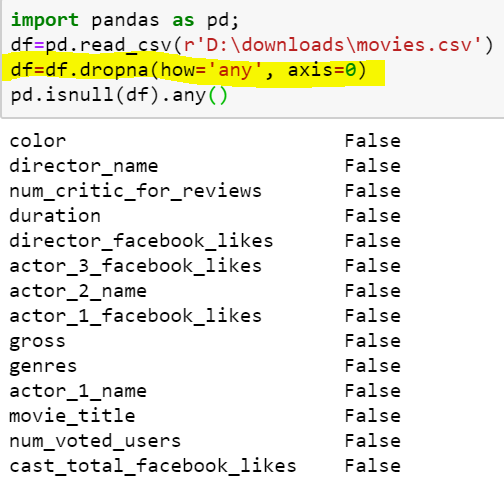 import pandas as pd;
df=pd.read_csv(r'D:\downloads\movies.csv')
df=df.dropna(how='any', axis=0)
pd.isnull(df).any()
color False
director_name False
num_critic_for_reviews False
duration False
director_facebook_likes False
actor_3_facebook_likes False
actor_2_name False
actor_1_facebook_likes False
gross False
genres False
actor_1_name False
movie_title False
num_voted_users False
cast_total_facebook_likes False